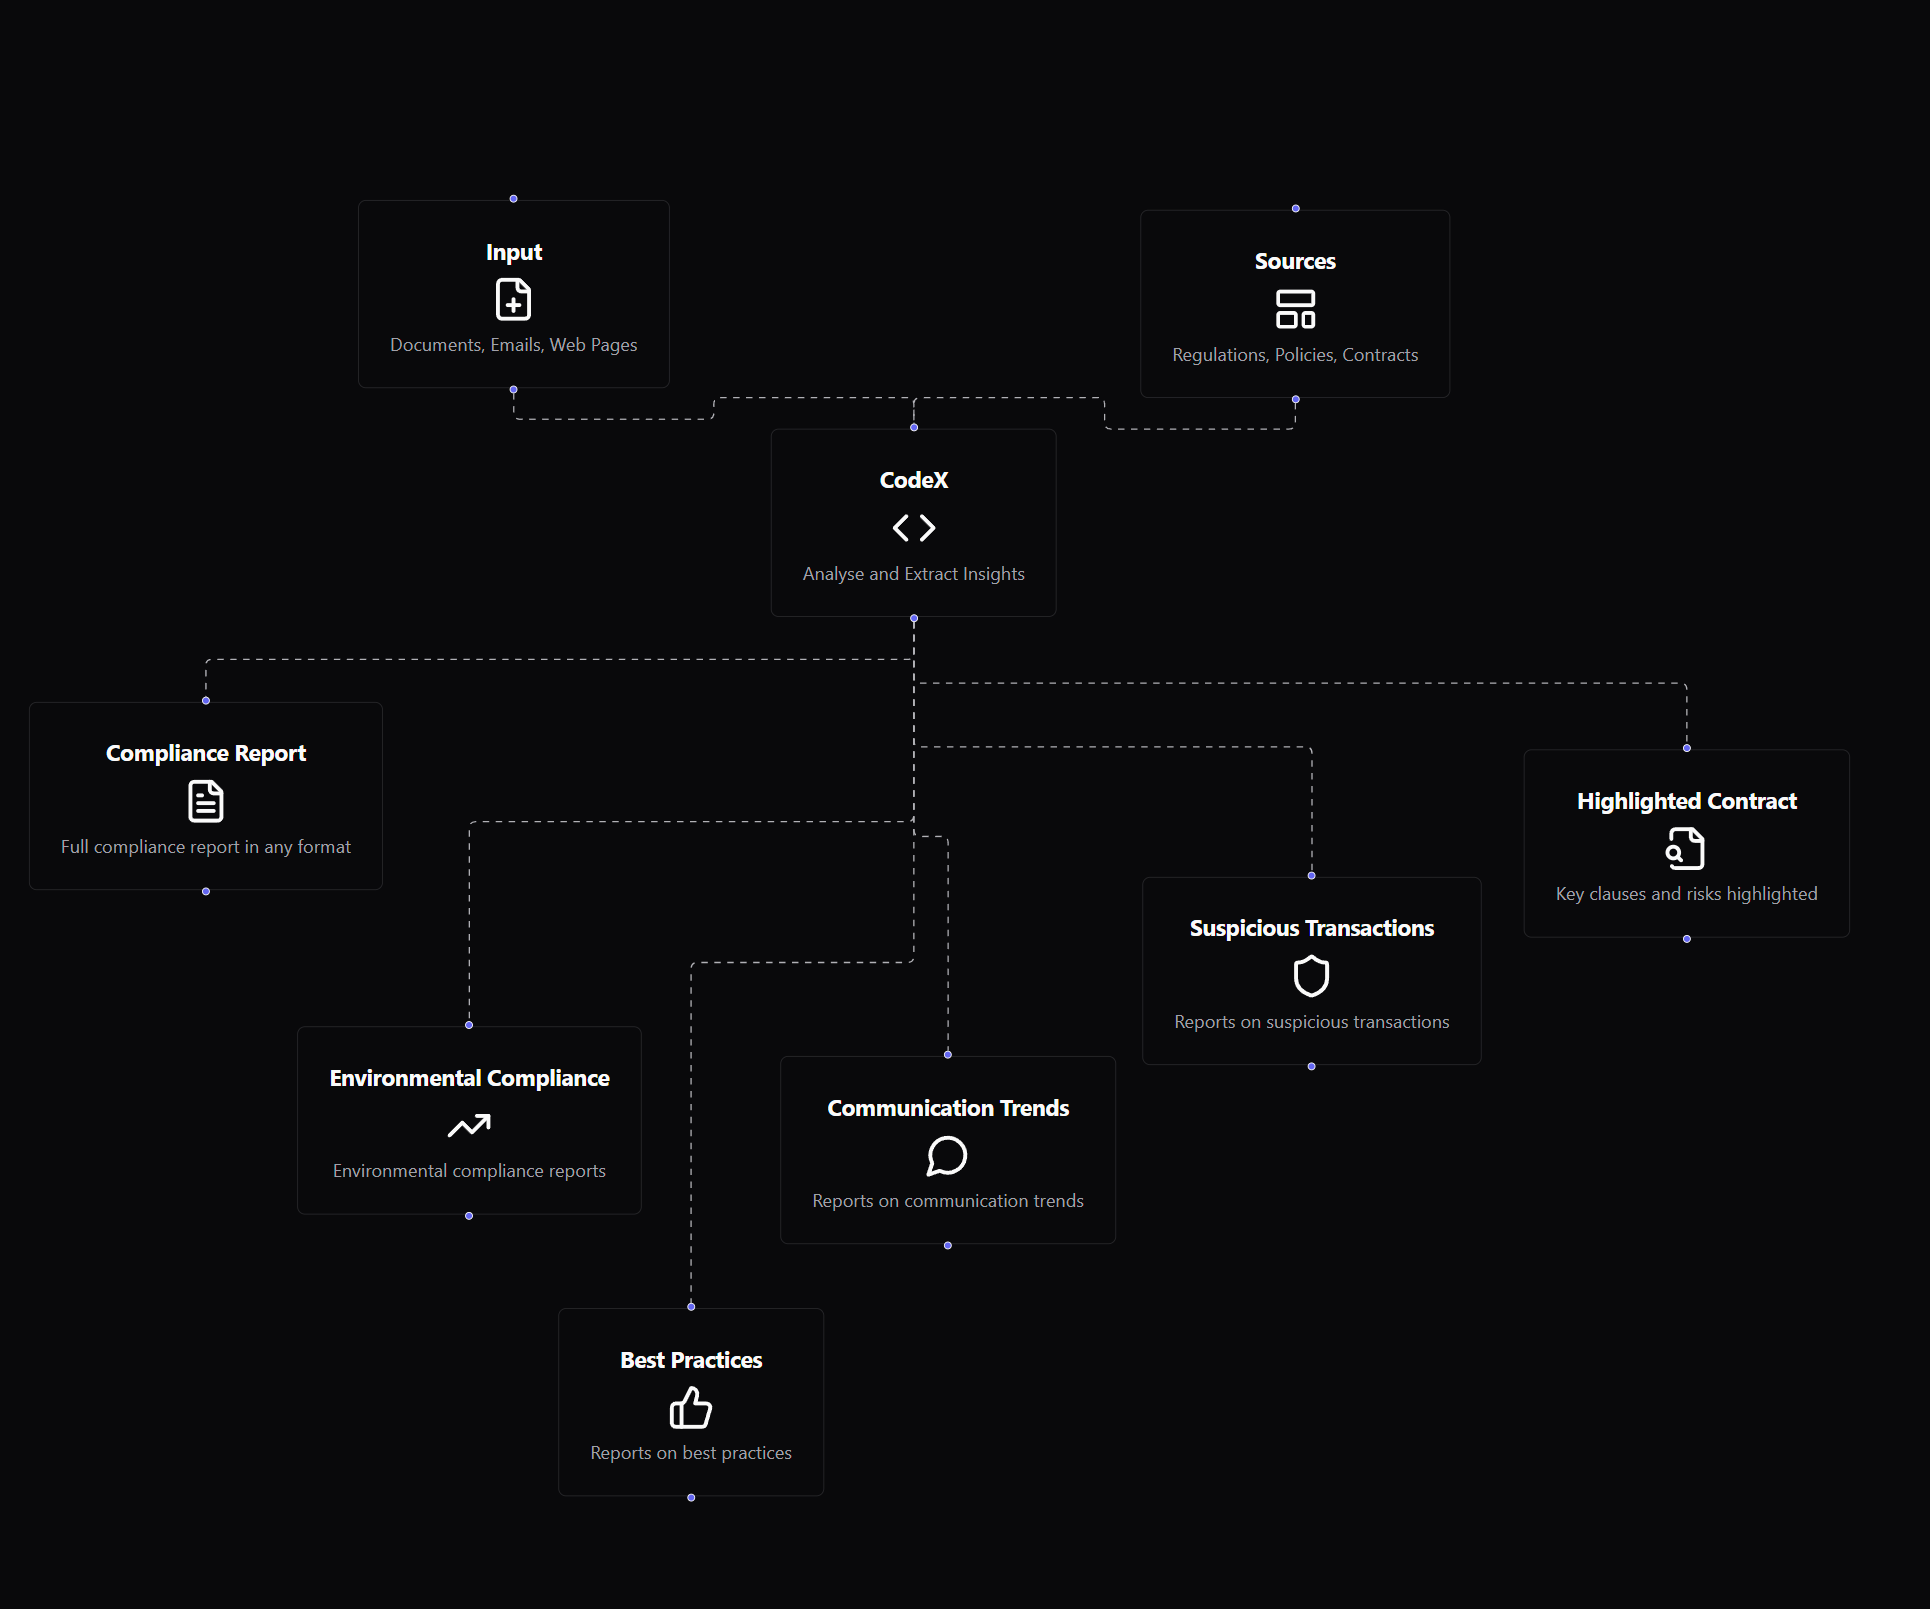 Input
Documents, Emails, Web Pages
Sources
Regulations, Policies, Contracts
CodeX
Analyse and Extract Insights
Compliance Report
Full compliance report in any format
Highlighted Contract
Key clauses and risks highlighted
Suspicious Transactions
Reports on suspicious transactions
Environmental Compliance
Environmental compliance reports
Communication Trends
Reports on communication trends
Best Practices
Reports on best practices